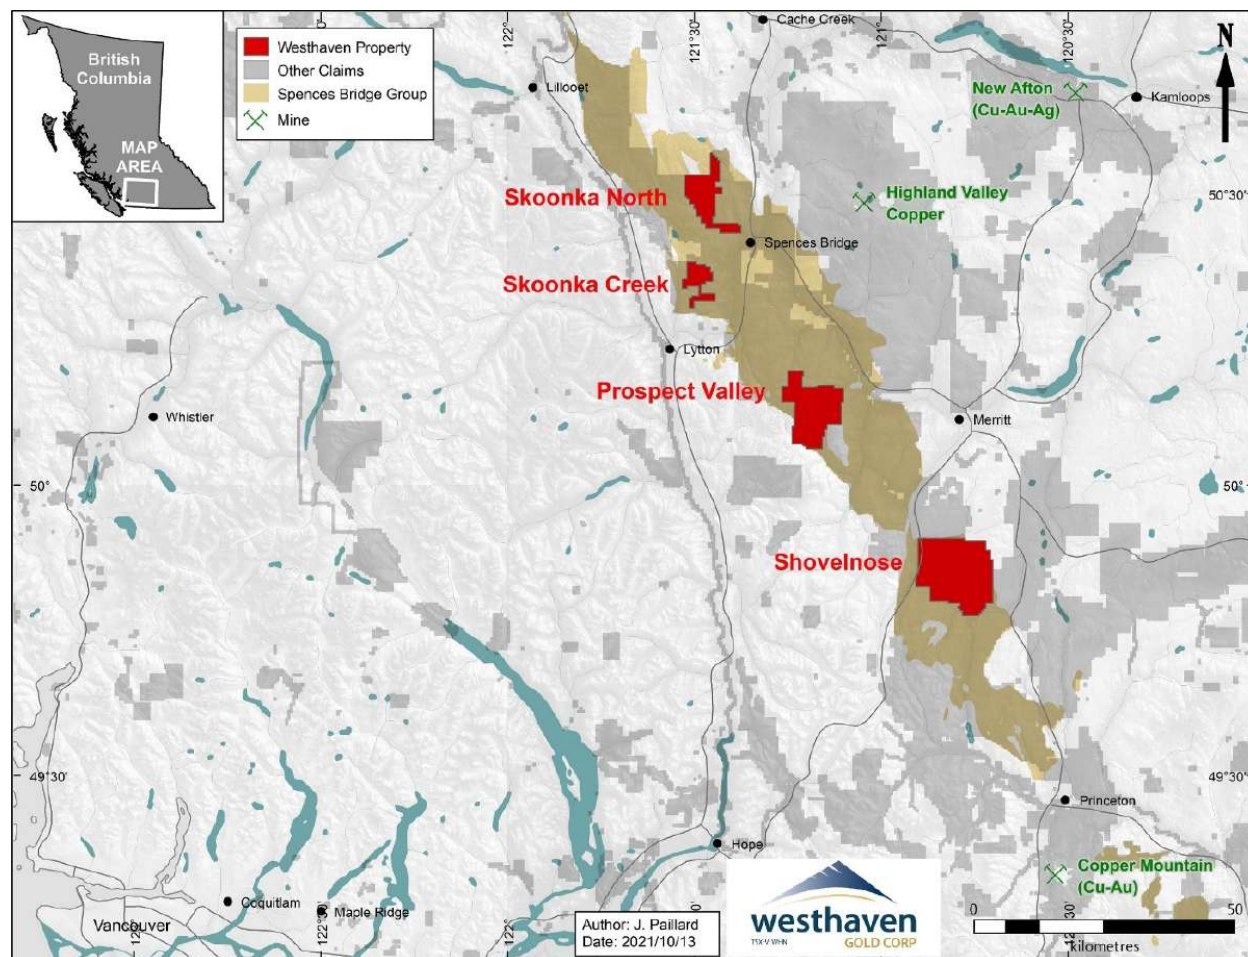 British
Columbia
MAP
AREA
Westhaven Property
Other Claims
Spences Bridge Group
Mine
122°
121°30'
121°
120°30'
N
Cache Creek
Lillooet
New Afton
(Cu-Au-Ag)
Kamloops
Skoonka North
Highland Valley
Copper
50°30'
Spences Bridge
Skoonka Creek
Lytton
Prospect Valley
Whistler
Merritt
50°
50°
Shovelnose
49°30'
49°30'
Princeton
Hope
Copper Mountain
(Cu-Au)
Coquitlam
Maple Ridge
Vancouver
Author: J. Paillard
Date: 2021/10/13
westhaven
TSX-V:WHN
GOLD CORP
0
50
kilometres